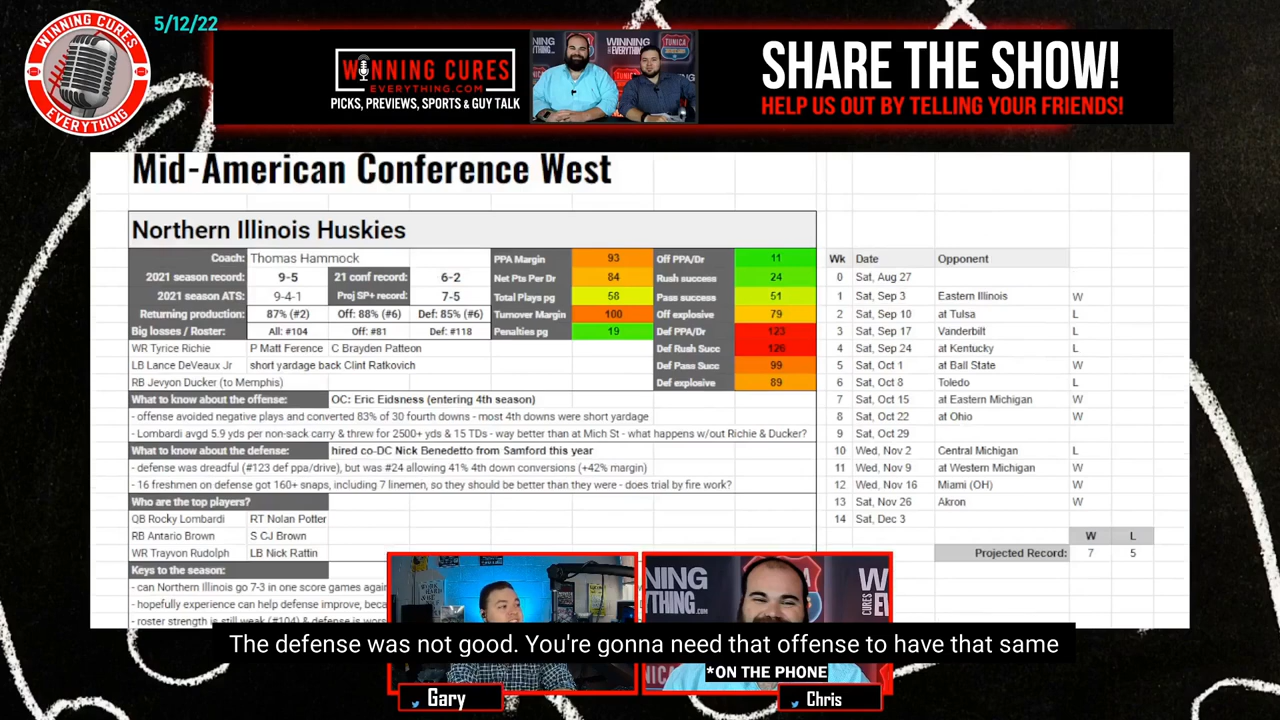 5/12/22
WINNING CURES
EVERYTHING
WINNING CURES
EVERYTHING.COM
PICKS, PREVIEWS, SPORTS & GUY TALK
WINNING
TUNICA
SHARE THE SHOW!
HELP US OUT BY TELLING YOUR FRIENDS!
Mid-American Conference West
Northern Illinois Huskies
Coach: Thomas Hammock
2021 season record: 9-5 21 conf record: 6-2
2021 season ATS: 9-4-1 Proj SP+ record: 7-5
Returning production: 87% (#2) Off: 88% (#6) Def: 85% (#6)
Big losses / Roster: All: #104 Off: #81 Def: #118
WR Tyrice Richie P Matt Ference C Brayden Patteon
LB Lance DeVeaux Jr short yardage back Clint Ratkovich
RB Jevyon Ducker (to Memphis)
PPA Margin 93 Off PPA/Dr 11
Net Pts Per Dr 84 Rush success 24
Total Plays pg 58 Pass success 51
Turnover Margin 100 Off explosive 79
Penalties pg 19 Def PPA/Dr 123
Def Rush Succ 126
Def Pass Succ 99
Def explosive 89
What to know about the offense: OC: Eric Eidsness (entering 4th season)
- offense avoided negative plays and converted 83% of 30 fourth downs - most 4th downs were short yardage
- Lombardi avgd 5.9 yds per non-sack carry & threw for 2500+ yds & 15 TDs - way better than at Mich St - what happens w/out Richie & Ducker?
What to know about the defense: hired co-DC Nick Benedetto from Samford this year
- defense was dreadful (#123 def ppa/drive), but was #24 allowing 41% 4th down conversions (+42% margin)
- 16 freshmen on defense got 160+ snaps, including 7 linemen, so they should be better than they were - does trial by fire work?
Who are the top players?
QB Rocky Lombardi RT Nolan Potter
RB Antario Brown S CJ Brown
WR Trayvon Rudolph LB Nick Rattin
Keys to the season:
- can Northern Illinois go 7-3 in one score games again
- hopefully experience can help defense improve, beca
- roster strength is still weak (#104) & defense is wors
Wk Date Opponent
0 Sat, Aug 27
1 Sat, Sep 3 Eastern Illinois W
2 Sat, Sep 10 at Tulsa L
3 Sat, Sep 17 Vanderbilt L
4 Sat, Sep 24 at Kentucky L
5 Sat, Oct 1 at Ball State W
6 Sat, Oct 8 Toledo L
7 Sat, Oct 15 at Eastern Michigan W
8 Sat, Oct 22 at Ohio W
9 Sat, Oct 29
10 Wed, Nov 2 Central Michigan L
11 Wed, Nov 9 at Western Michigan W
12 Wed, Nov 16 Miami (OH) W
13 Sat, Nov 26 Akron W
14 Sat, Dec 3
W L
Projected Record: 7 5
The defense was not good. You're gonna need that offense to have that same
*ON THE PHONE
Gary
Chris